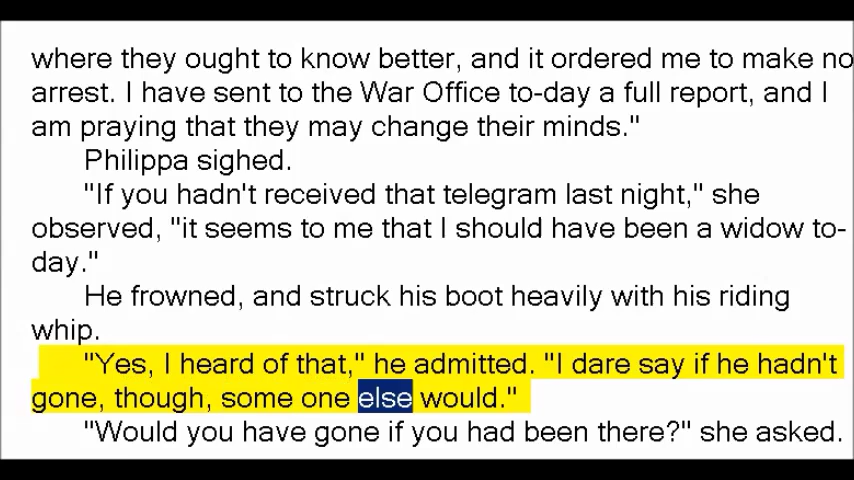 where they ought to know better, and it ordered me to make no
arrest. I have sent to the War Office to-day a full report, and I
am praying that they may change their minds."
Philippa sighed.
"If you hadn't received that telegram last night," she
observed, "it seems to me that I should have been a widow to-
day."
He frowned, and struck his boot heavily with his riding
whip.
"Yes, I heard of that," he admitted. "I dare say if he hadn't
gone, though, some one else would."
"Would you have gone if you had been there?" she asked.